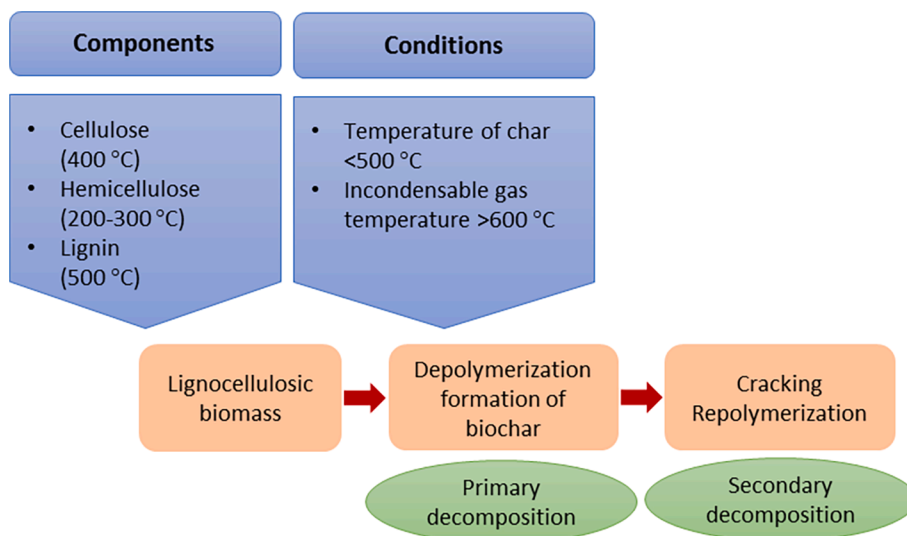 Components
• Cellulose
(400 °C)
• Hemicellulose
(200-300 °C)
• Lignin
(500 °C)
Conditions
• Temperature of char
<500 °C
• Incondensable gas
temperature >600 °C
Lignocellulosic
biomass
Depolymerization
formation of
biochar
Cracking
Repolymerization
Primary
decomposition
Secondary
decomposition